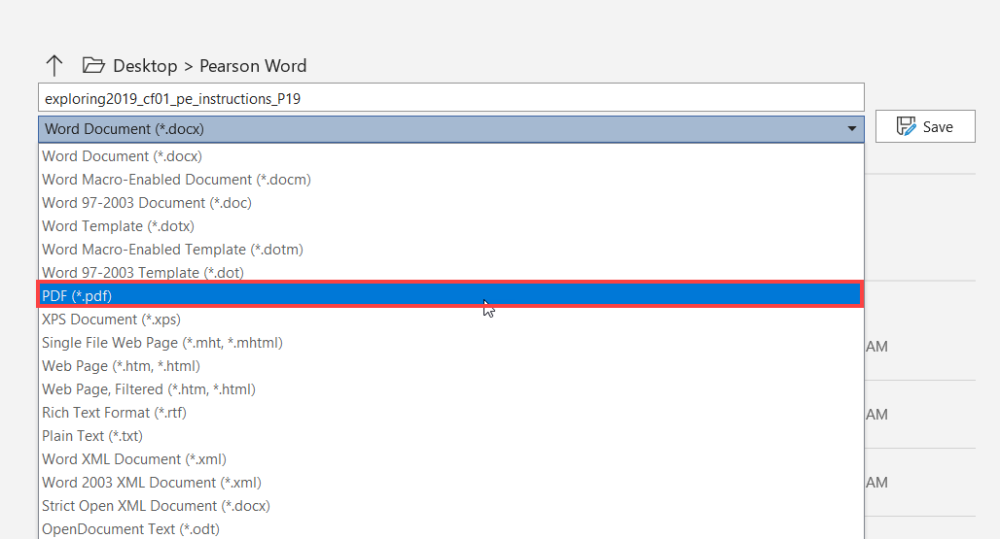 Desktop > Pearson Word
exploring2019_cf01_pe_instructions_P19
Word Document (*.docx)
Save
Word Document (*.docx)
Word Macro-Enabled Document (*.docm)
Word 97-2003 Document (*.doc)
Word Template (*.dotx)
Word Macro-Enabled Template (*.dotm)
Word 97-2003 Template (*.dot)
PDF (*.pdf)
XPS Document (*.xps)
Single File Web Page (*.mht, *.mhtml)
AM
Web Page (*.htm, *.html)
Web Page, Filtered (*.htm, *.html)
Rich Text Format (*.rtf)
AM
Plain Text (*.txt)
Word XML Document (*.xml)
Word 2003 XML Document (*.xml)
AM
Strict Open XML Document (*.docx)
OpenDocument Text (*.odt)